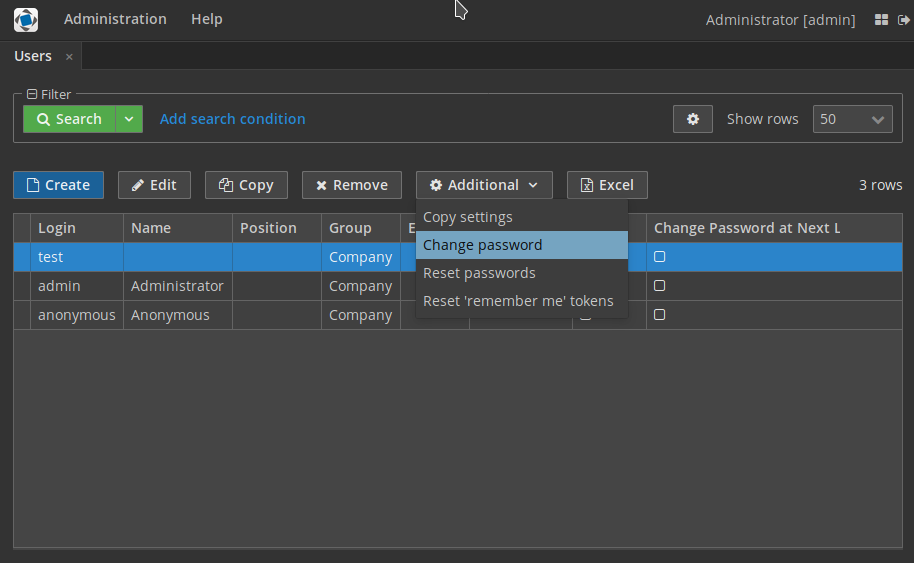 Administration Help Administrator [admin]
Users ×
Filter
Search Add search condition Show rows 50
Create Edit Copy Remove Additional Excel 3 rows
Copy settings
Login Name Position Group E Change Password at Next L
Change password
test Company
Reset passwords
admin Administrator Company
Reset 'remember me' tokens
anonymous Anonymous Company